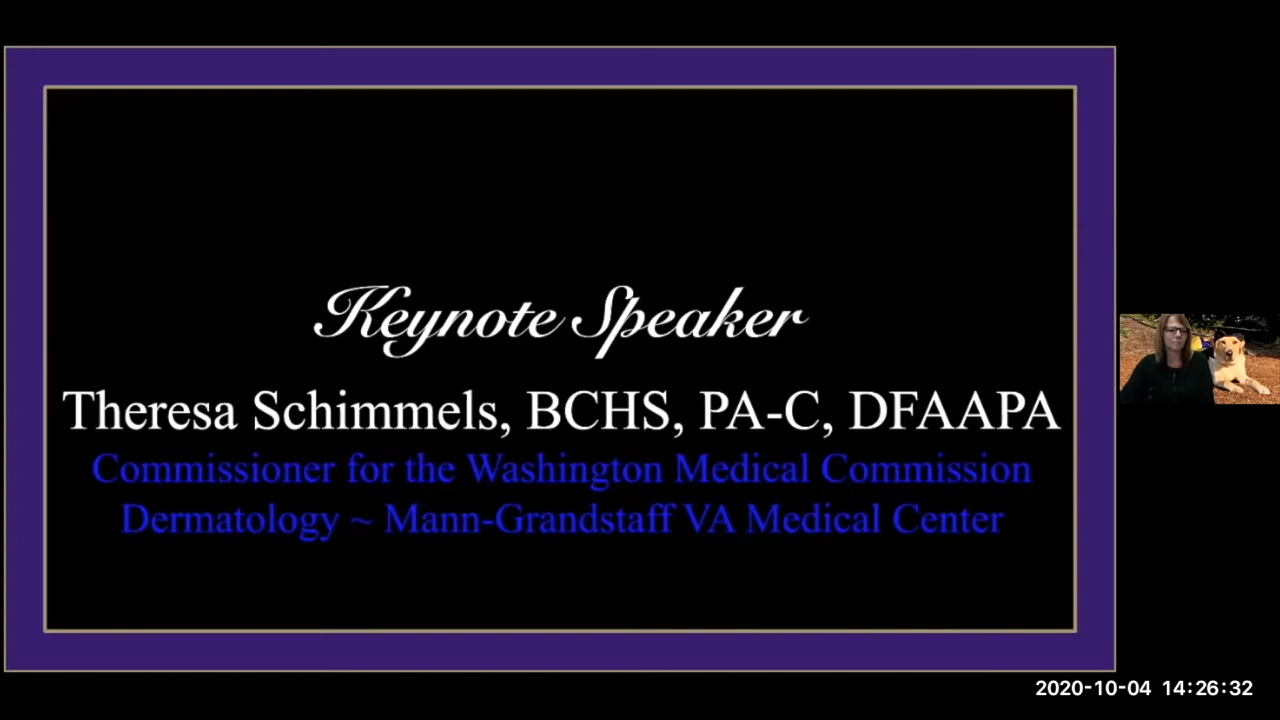 Keynote Speaker
Theresa Schimmels, BCHS, PA-C, DFAAPA
Commissioner for the Washington Medical Commission
Dermatology ~ Mann-Grandstaff VA Medical Center
2020-10-04 14:26:32